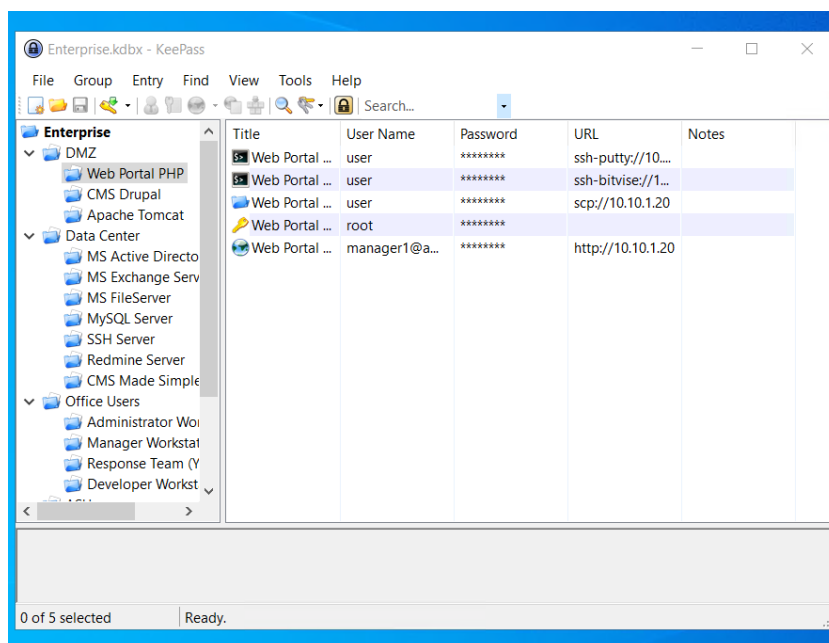 Enterprise.kdbx - KeePass
File Group Entry Find View Tools Help
Search...
Enterprise
DMZ
Web Portal PHP
CMS Drupal
Apache Tomcat
Data Center
MS Active Directo
MS Exchange Serv
MS FileServer
MySQL Server
SSH Server
Redmine Server
CMS Made Simple
Office Users
Administrator Wor
Manager Workstat
Response Team (Y
Developer Workst
Title User Name Password URL Notes
Web Portal ... user ******** ssh-putty://10....
Web Portal ... user ******** ssh-bitvise://1...
Web Portal ... user ******** scp://10.10.1.20
Web Portal ... root ********
Web Portal ... manager1@a... ******** http://10.10.1.20
0 of 5 selected Ready.